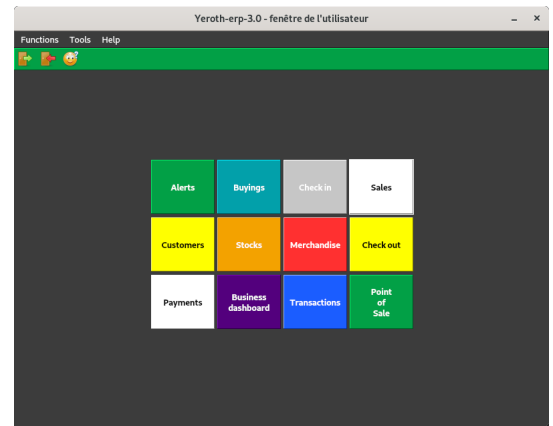 Yeroth-erp-3.0 - fenêtre de l'utilisateur
Functions Tools Help
Alerts
Buyings
Check in
Sales
Customers
Stocks
Merchandise
Check out
Payments
Business
dashboard
Transactions
Point
of
Sale